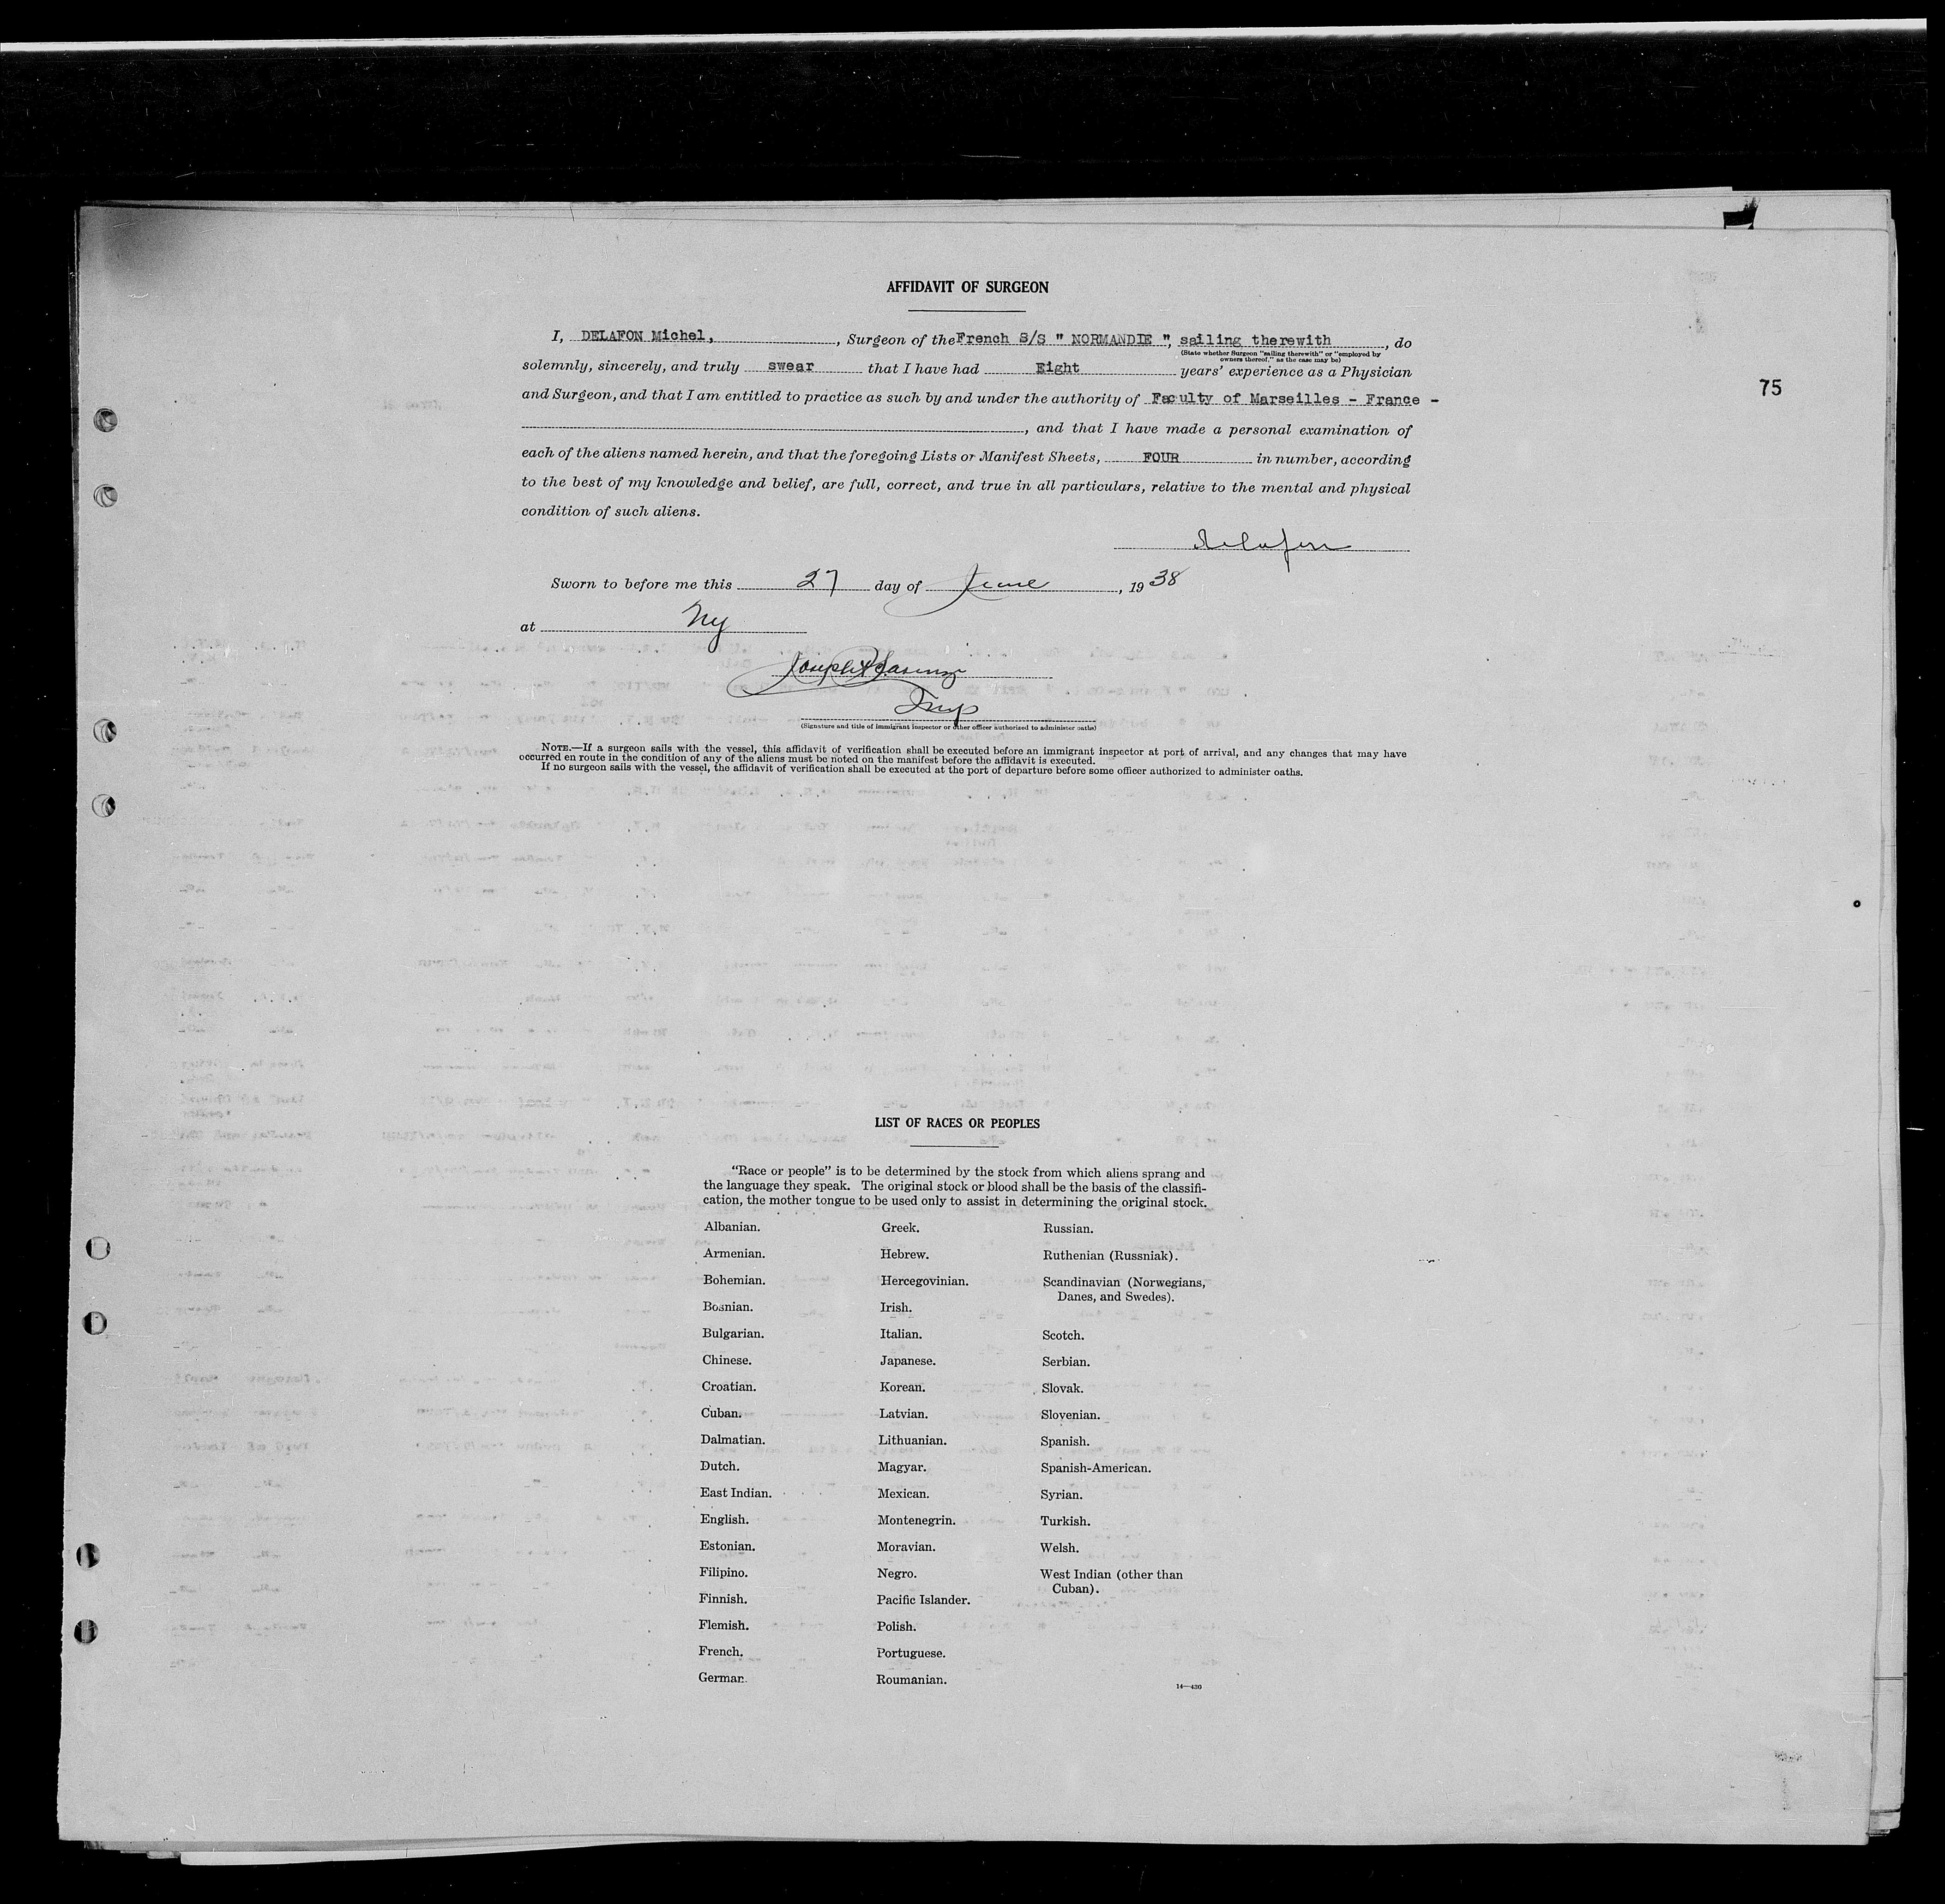 AFFIDAVIT OF SURGEON
I, DELAFON Michel, , Surgeon of the French S/S " NORMANDIE ", sailing therewith , do
(State whether Surgeon "sailing therewith" or "employed by
owners thereof," as the case may be)
solemnly, sincerely, and truly swear that I have had Eight years' experience as a Physician
75
and Surgeon, and that I am entitled to practice as such by and under the authority of Faculty of Marseilles - France -
, and that I have made a personal examination of
each of the aliens named herein, and that the foregoing Lists or Manifest Sheets, FOUR in number, according
to the best of my knowledge and belief, are full, correct, and true in all particulars, relative to the mental and physical
condition of such aliens.
Delafon
Sworn to before me this 27 day of June , 19 38
at Ny
Joseph
Insp
(Signature and title of immigrant inspector or other officer authorized to administer oaths)
NOTE.—If a surgeon sails with the vessel, this affidavit of verification shall be executed before an immigrant inspector at port of arrival, and any changes that may have
occurred en route in the condition of any of the aliens must be noted on the manifest before the affidavit is executed.
If no surgeon sails with the vessel, the affidavit of verification shall be executed at the port of departure before some officer authorized to administer oaths.
LIST OF RACES OR PEOPLES
"Race or people" is to be determined by the stock from which aliens sprang and
the language they speak. The original stock or blood shall be the basis of the classifi-
cation, the mother tongue to be used only to assist in determining the original stock.
Albanian.
Armenian.
Bohemian.
Bosnian.
Bulgarian.
Chinese.
Croatian.
Cuban.
Dalmatian.
Dutch.
East Indian.
English.
Estonian.
Filipino.
Finnish.
Flemish.
French.
German.
Greek.
Hebrew.
Hercegovinian.
Irish.
Italian.
Japanese.
Korean.
Latvian.
Lithuanian.
Magyar.
Mexican.
Montenegrin.
Moravian.
Negro.
Pacific Islander.
Polish.
Portuguese.
Roumanian.
Russian.
Ruthenian (Russniak).
Scandinavian (Norwegians,
Danes, and Swedes).
Scotch.
Serbian.
Slovak.
Slovenian.
Spanish.
Spanish-American.
Syrian.
Turkish.
Welsh.
West Indian (other than
Cuban).
14—430